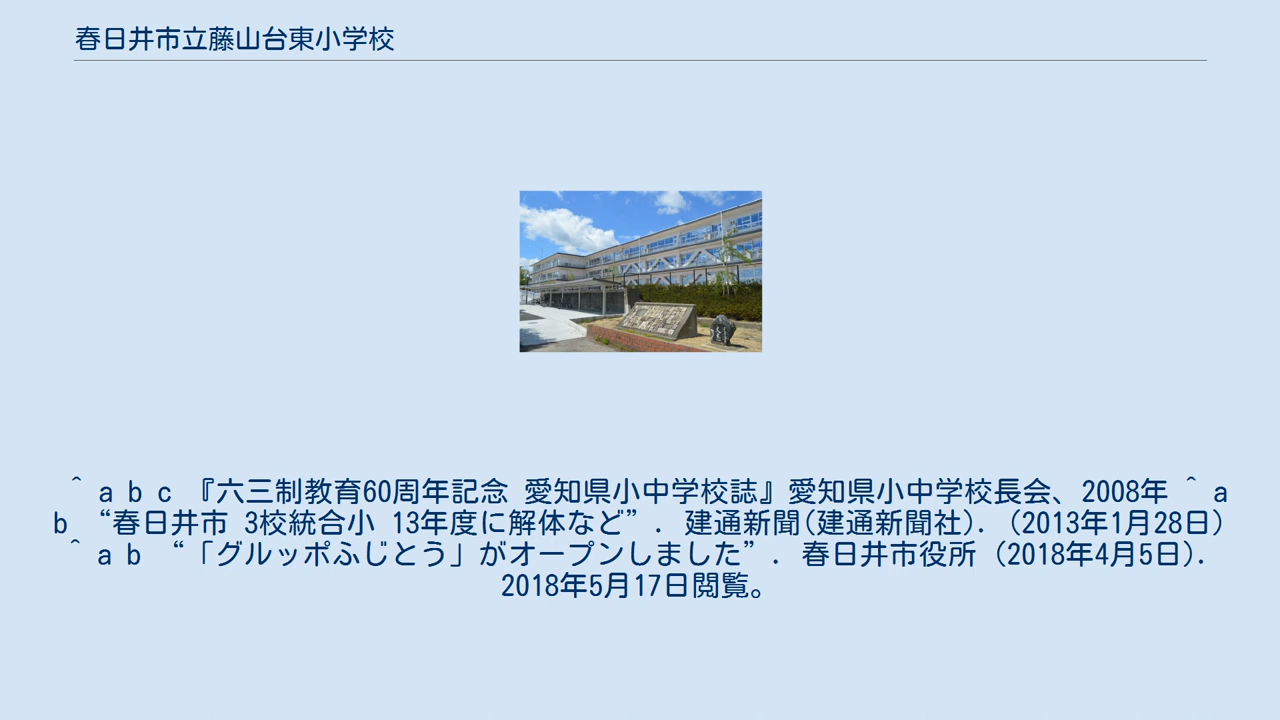 春日井市立藤山台東小学校
^ a b c 『六三制教育60周年記念 愛知県小中学校誌』愛知県小中学校長会、2008年 ^ a
b “春日井市 3校統合小 13年度に解体など”. 建通新聞(建通新聞社). (2013年1月28日)
^ a b “「グルッポふじとう」がオープンしました”. 春日井市役所 (2018年4月5日).
2018年5月17日閲覧。